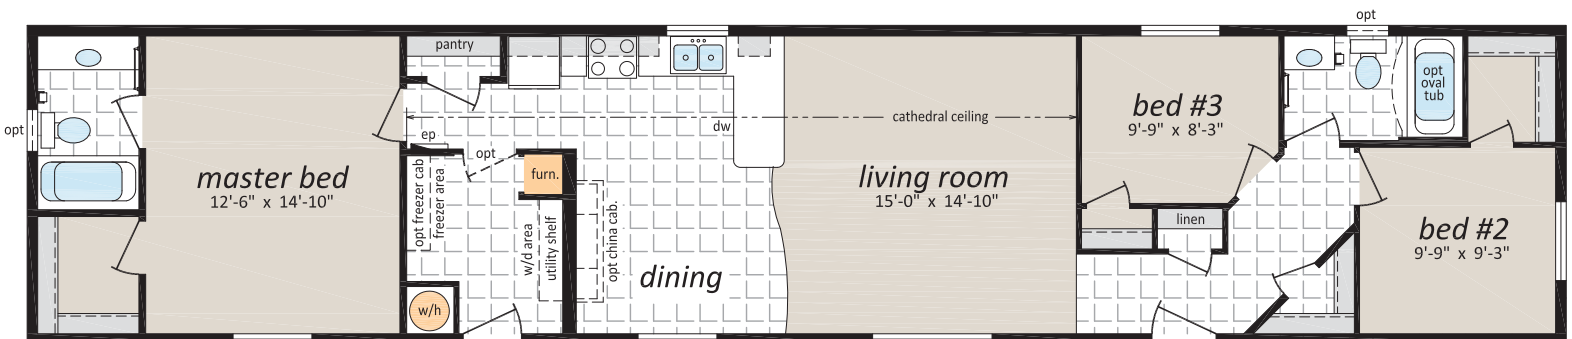 opt
pantry
cathedral ceiling
dw
ep
opt
opt
furn.
opt freezer cab
freezer area
w/d area
utility shelf
opt china cab.
w/h
master bed
12'-6" x 14'-10"
dining
living room
15'-0" x 14'-10"
bed #3
9'-9" x 8'-3"
linen
opt
oval
tub
bed #2
9'-9" x 9'-3"